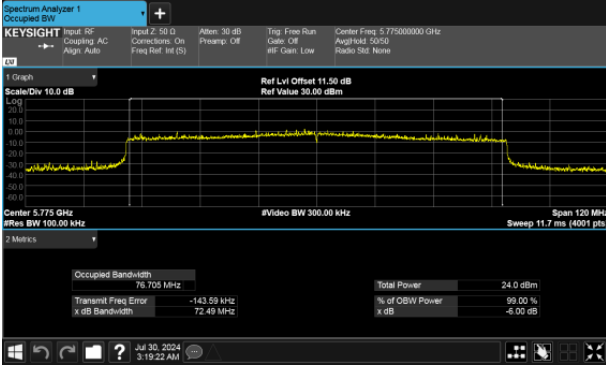 Spectrum Analyzer 1
Occupied BW
+
KEYSIGHT Input: RF Input Z: 50 Ω Atten: 30 dB Trig: Free Run Center Freq: 5.775000000 GHz
Coupling: AC Corrections: On Preamp: Off Gate: Off Avg|Hold: 50/50
Align: Auto Freq Ref: Int (S) #IF Gain: Low Radio Std: None
LM
1 Graph
Ref Lvl Offset 11.50 dB
Scale/Div 10.0 dB Ref Value 30.00 dBm
Log
20.0
10.0
0.00
-10.0
-20.0
-30.0
-40.0
-50.0
-60.0
Center 5.775 GHz #Video BW 300.00 kHz Span 120 MHz
#Res BW 100.00 kHz Sweep 11.7 ms (4001 pts)
2 Metrics
Occupied Bandwidth
76.705 MHz Total Power 24.0 dBm
Transmit Freq Error -143.59 kHz % of OBW Power 99.00 %
x dB Bandwidth 72.49 MHz x dB -6.00 dB
? Jul 30, 2024
3:19:22 AM